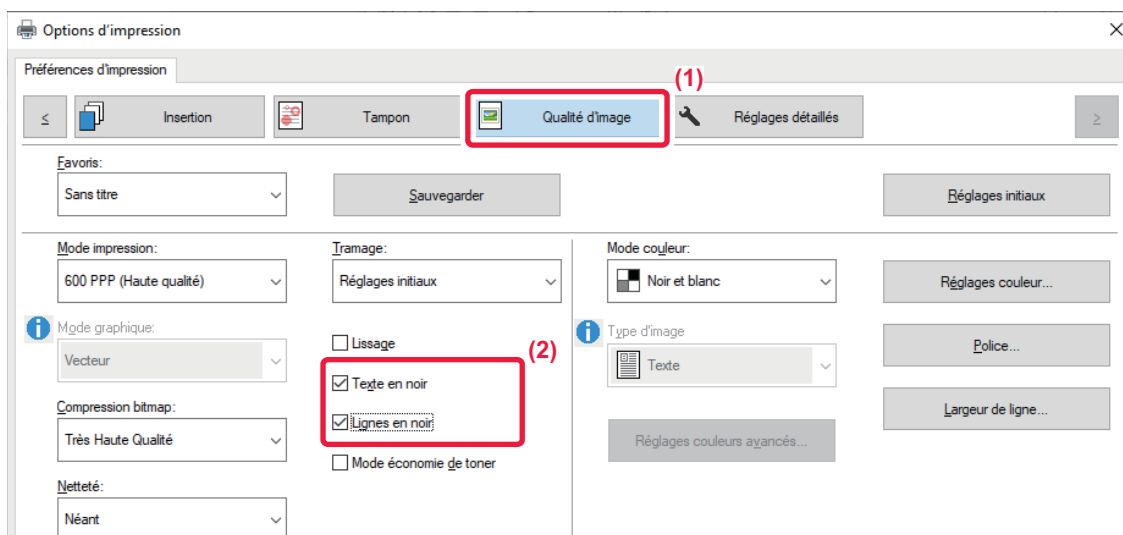 Options d'impression
Préférences d'impression
(1)
<
Insertion
Tampon
Qualité d'image
Réglages détaillés
>
Favoris:
Sans titre
Sauvegarder
Réglages initiaux
Mode impression:
Tramage:
Mode couleur:
600 PPP (Haute qualité)
Réglages initiaux
Noir et blanc
Réglages couleur...
Mode graphique:
Type d'image
Vecteur
Lissage
(2)
Texte
Police...
Texte en noir
Compression bitmap:
Lignes en noir
Largeur de ligne...
Très Haute Qualité
Réglages couleurs avancés...
Mode économie de toner
Netteté:
Néant